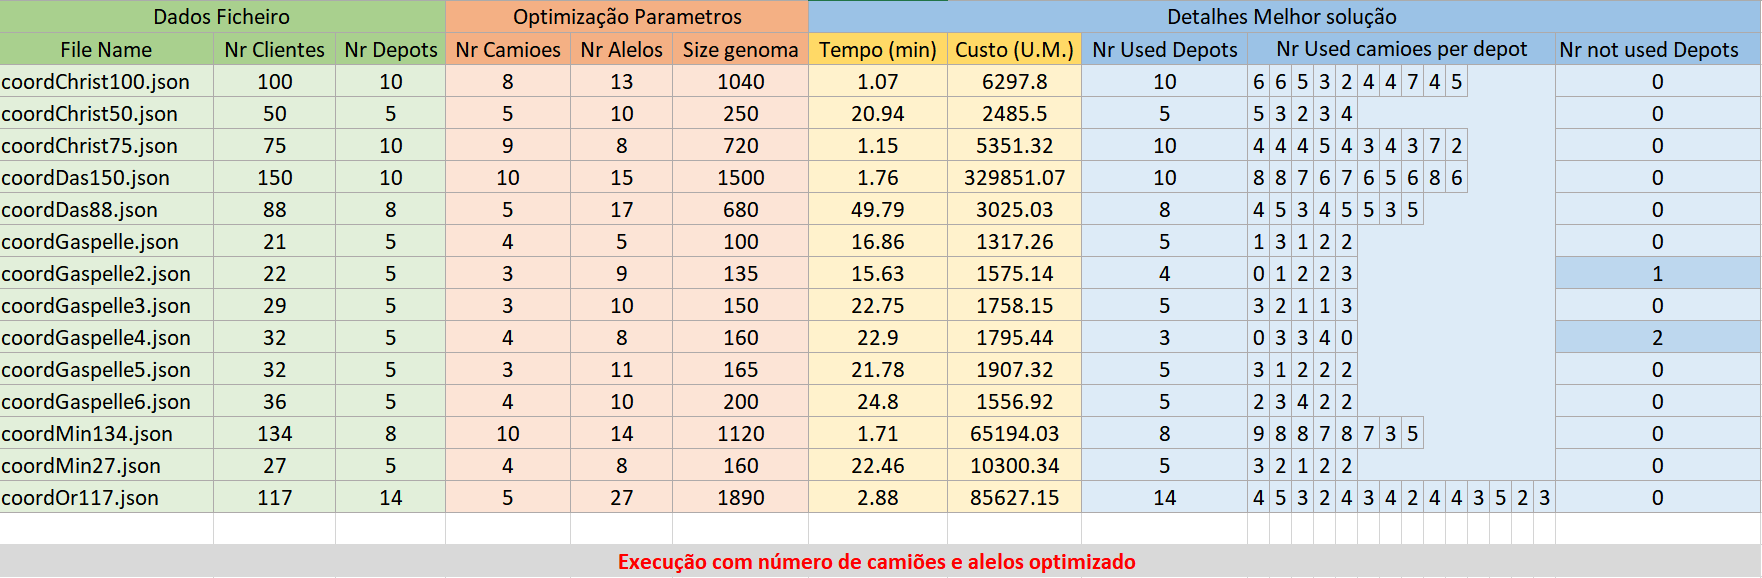 Dados Ficheiro Optimização Parametros Detalhes Melhor solução
File Name Nr Clientes Nr Depots Nr Camioes Nr Alelos Size genoma Tempo (min) Custo (U.M.) Nr Used Depots Nr Used camioes per depot Nr not used Depots
coordChrist100.json 100 10 8 13 1040 1.07 6297.8 10 6 6 5 3 2 4 4 7 4 5 0
coordChrist50.json 50 5 5 10 250 20.94 2485.5 5 5 3 2 3 4 0
coordChrist75.json 75 10 9 8 720 1.15 5351.32 10 4 4 4 5 4 3 4 3 7 2 0
coordDas150.json 150 10 10 15 1500 1.76 329851.07 10 8 8 7 6 7 6 5 6 8 6 0
coordDas88.json 88 8 5 17 680 49.79 3025.03 8 4 5 3 4 5 5 3 5 0
coordGaspelle.json 21 5 4 5 100 16.86 1317.26 5 1 3 1 2 2 0
coordGaspelle2.json 22 5 3 9 135 15.63 1575.14 4 0 1 2 2 3 1
coordGaspelle3.json 29 5 3 10 150 22.75 1758.15 5 3 2 1 1 3 0
coordGaspelle4.json 32 5 4 8 160 22.9 1795.44 3 0 3 3 4 0 2
coordGaspelle5.json 32 5 3 11 165 21.78 1907.32 5 3 1 2 2 2 0
coordGaspelle6.json 36 5 4 10 200 24.8 1556.92 5 2 3 4 2 2 0
coordMin134.json 134 8 10 14 1120 1.71 65194.03 8 9 8 8 7 8 7 3 5 0
coordMin27.json 27 5 4 8 160 22.46 10300.34 5 3 2 1 2 2 0
coordOr117.json 117 14 5 27 1890 2.88 85627.15 14 4 5 3 2 4 3 4 2 4 4 3 5 2 3 0
Execução com número de camiões e alelos optimizado